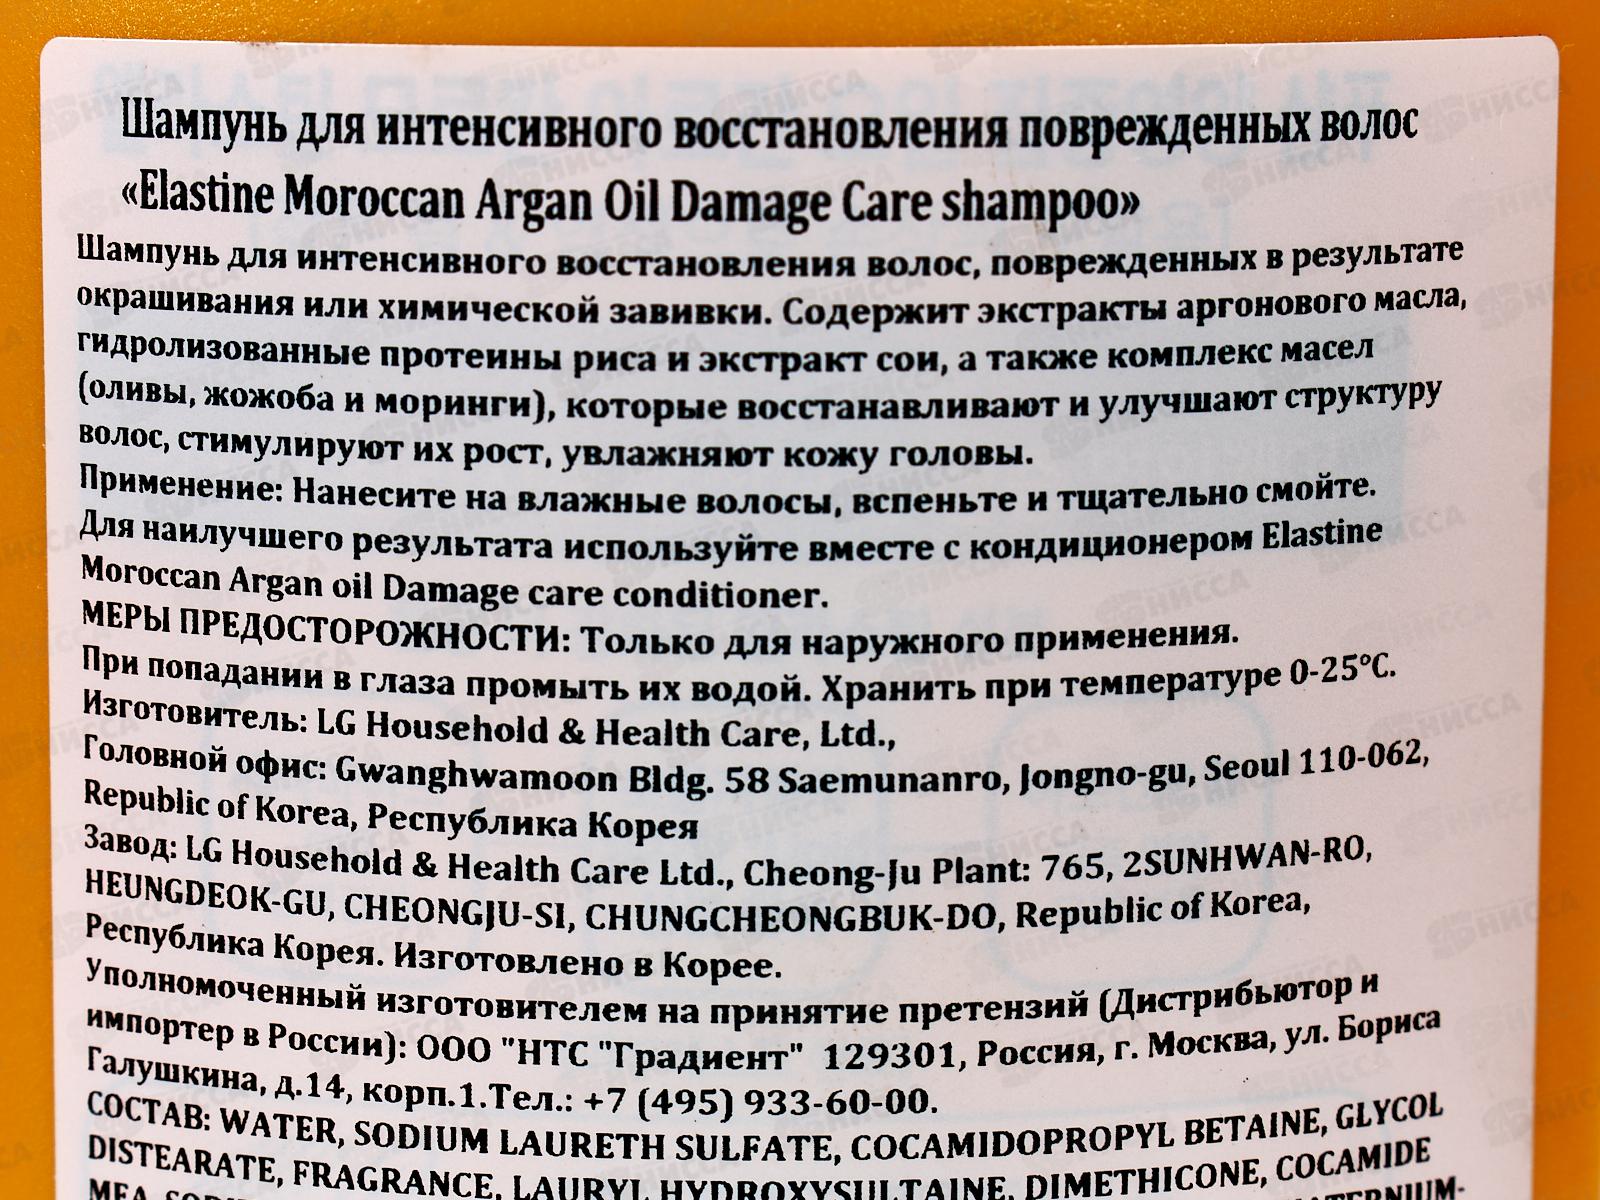 Шампунь для интенсивного восстановления поврежденных волос
«Elastine Moroccan Argan Oil Damage Care shampoo»
Шампунь для интенсивного восстановления волос, поврежденных в результате
окрашивания или химической завивки. Содержит экстракты аргонового масла,
гидролизованные протеины риса и экстракт сои, а также комплекс масел
(оливы, жожоба и моринги), которые восстанавливают и улучшают структуру
волос, стимулируют их рост, увлажняют кожу головы.
Применение: Нанесите на влажные волосы, вспеньте и тщательно смойте.
Для наилучшего результата используйте вместе с кондиционером Elastine
Moroccan Argan oil Damage care conditioner.
МЕРЫ ПРЕДОСТОРОЖНОСТИ: Только для наружного применения.
При попадании в глаза промыть их водой. Хранить при температуре 0-25°С.
Изготовитель: LG Household & Health Care, Ltd.,
Головной офис: Gwanghwamoon Bldg. 58 Saemunanro, Jongno-gu, Seoul 110-062,
Republic of Korea, Республика Корея
Завод: LG Household & Health Care Ltd., Cheong-Ju Plant: 765, 2SUNHWAN-RO,
HEUNGDEOK-GU, CHEONGJU-SI, CHUNGCHEONGBUK-DO, Republic of Korea,
Республика Корея. Изготовлено в Корее.
Уполномоченный изготовителем на принятие претензий (Дистрибьютор и
импортер в России): ООО "НТС "Градиент" 129301, Россия, г. Москва, ул. Бориса
Галушкина, д.14, корп.1.Тел.: +7 (495) 933-60-00.
СОСТАВ: WATER, SODIUM LAURETH SULFATE, COCAMIDOPROPYL BETAINE, GLYCOL
DISTEARATE, FRAGRANCE, LAURYL HYDROXYSULTAINE, DIMETHICONE, COCAMIDE
MEA,